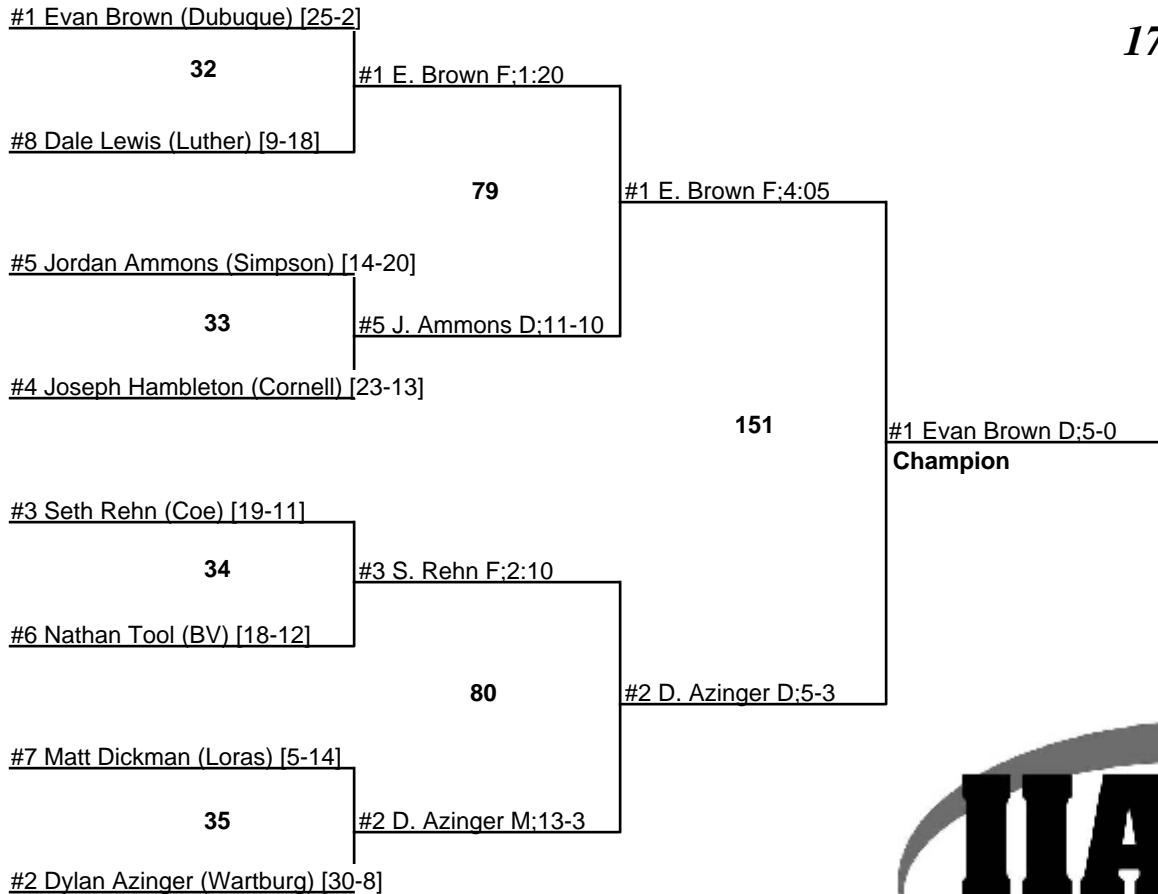 #1 Evan Brown (Dubuque) [25-2]
17
32
#1 E. Brown F;1:20
#8 Dale Lewis (Luther) [9-18]
79
#1 E. Brown F;4:05
#5 Jordan Ammons (Simpson) [14-20]
33
#5 J. Ammons D;11-10
#4 Joseph Hambleton (Cornell) [23-13]
151
#1 Evan Brown D;5-0
Champion
#3 Seth Rehn (Coe) [19-11]
34
#3 S. Rehn F;2:10
#6 Nathan Tool (BV) [18-12]
80
#2 D. Azinger D;5-3
#7 Matt Dickman (Loras) [5-14]
35
#2 D. Azinger M;13-3
#2 Dylan Azinger (Wartburg) [30-8]
IIA